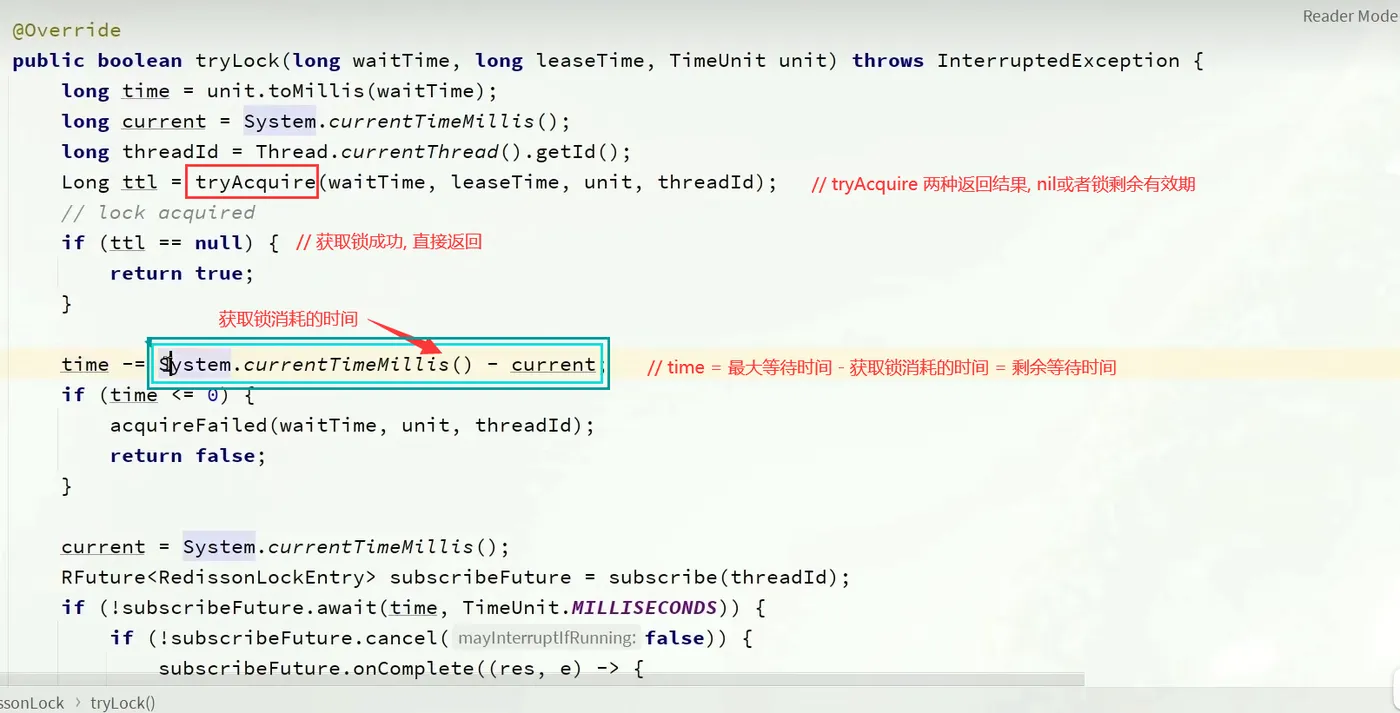 Reader Mode
@Override
public boolean tryLock(long waitTime, long leaseTime, TimeUnit unit) throws InterruptedException {
long time = unit.toMillis(waitTime);
long current = System.currentTimeMillis();
long threadId = Thread.currentThread().getId();
Long ttl = tryAcquire(waitTime, leaseTime, unit, threadId); // tryAcquire 两种返回结果, nil或者锁剩余有效期
// lock acquired
if (ttl == null) { // 获取锁成功, 直接返回
return true;
}
获取锁消耗的时间
time -= System.currentTimeMillis() - current; // time = 最大等待时间 - 获取锁消耗的时间 = 剩余等待时间
if (time <= 0) {
acquireFailed(waitTime, unit, threadId);
return false;
}
current = System.currentTimeMillis();
RFuture<RedissonLockEntry> subscribeFuture = subscribe(threadId);
if (!subscribeFuture.await(time, TimeUnit.MILLISECONDS)) {
if (!subscribeFuture.cancel( mayInterruptIfRunning: false)) {
subscribeFuture.onComplete((res, e) -> {
ssonLock › tryLock()